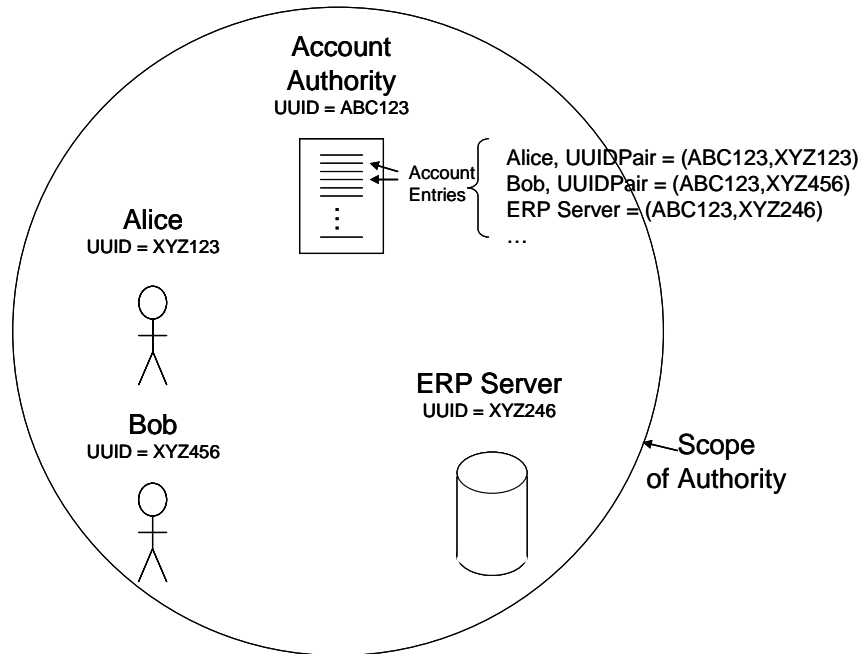 Account
Authority
UUID = ABC123
Account
Entries
Alice, UUIDPair = (ABC123,XYZ123)
Bob, UUIDPair = (ABC123,XYZ456)
ERP Server = (ABC123,XYZ246)
...
Alice
UUID = XYZ123
ERP Server
UUID = XYZ246
Bob
UUID = XYZ456
Scope
of Authority